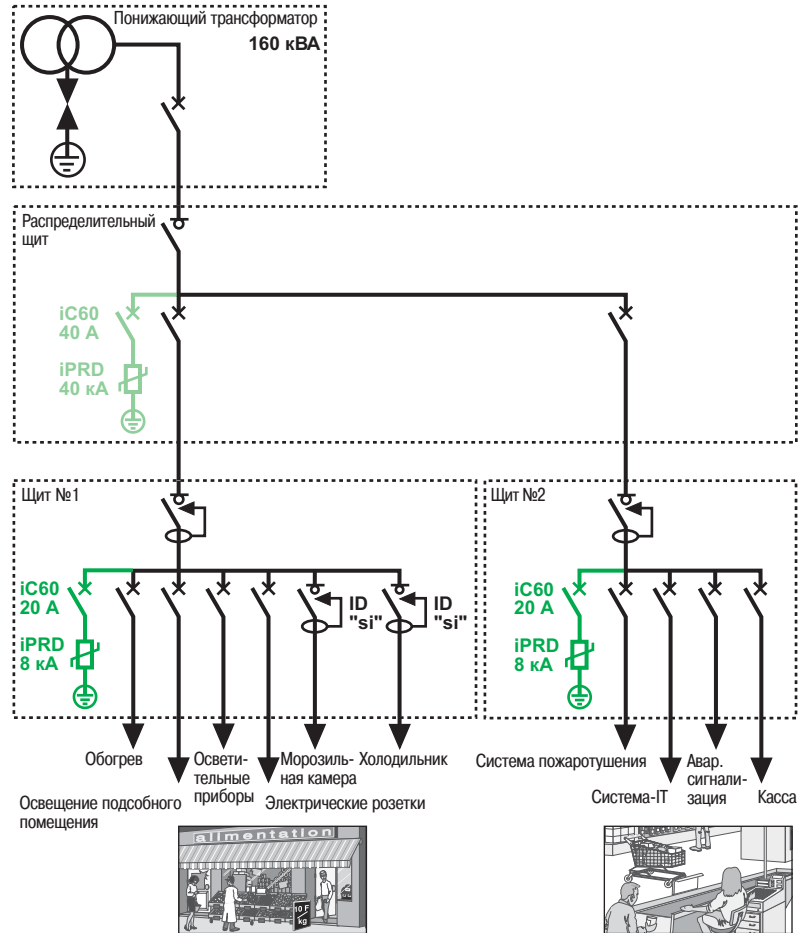 Понижающий трансформатор
160 кВА
Распределительный
щит
iC60
40 А
iPRD
40 кА
Щит №1
iC60
20 А
iPRD
8 кА
ID
"si"
ID
"si"
Обогрев
Освещение подсобного
помещения
Освети-
тельные
приборы
Электрические розетки
Морозиль-
ная камера
Холодильник
Щит №2
iC60
20 А
iPRD
8 кА
Система пожаротушения
Система-IT
Авар.
сигнали-
зация
Касса
alimentation
10 F
kg